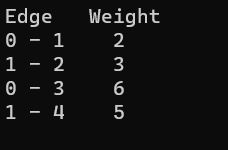 Edge   Weight
0 - 1    2
1 - 2    3
0 - 3    6
1 - 4    5